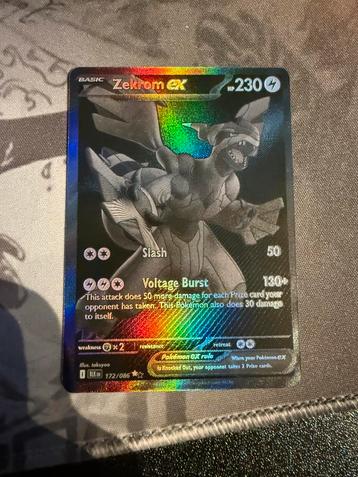 BASIC Zekrom ex HP 230
Slash 50
Voltage Burst 130+
This attack does 50 more damage for each Prize card your
opponent has taken. This Pokémon also does 30 damage
to itself.
weakness ×2 resistance retreat
Illus. takuyoa Pokémon ex rule When your Pokémon ex
172/086 is Knocked Out, your opponent takes 2 Prize cards.